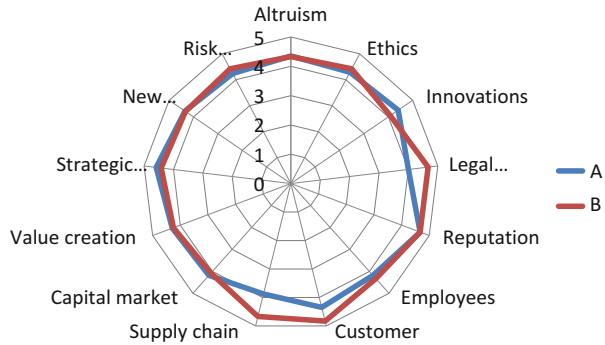 Altruism
Ethics
Innovations
Legal...
Reputation
Employees
Customer
Supply chain
Capital market
Value creation
Strategic...
New...
Risk...
5
4
3
2
1
0
A
B